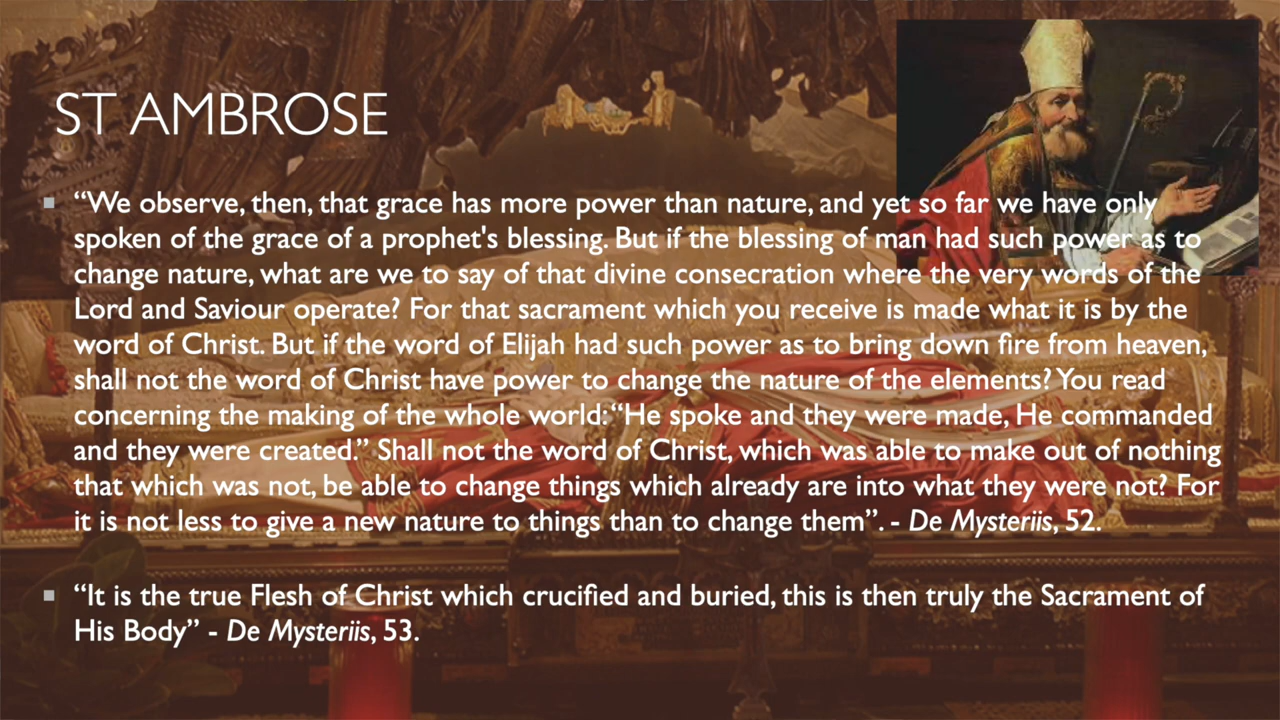 ST AMBROSE
“We observe, then, that grace has more power than nature, and yet so far we have only
spoken of the grace of a prophet's blessing. But if the blessing of man had such power as to
change nature, what are we to say of that divine consecration where the very words of the
Lord and Saviour operate? For that sacrament which you receive is made what it is by the
word of Christ. But if the word of Elijah had such power as to bring down fire from heaven,
shall not the word of Christ have power to change the nature of the elements? You read
concerning the making of the whole world: “He spoke and they were made, He commanded
and they were created.” Shall not the word of Christ, which was able to make out of nothing
that which was not, be able to change things which already are into what they were not? For
it is not less to give a new nature to things than to change them”. - De Mysteriis, 52.
“It is the true Flesh of Christ which crucified and buried, this is then truly the Sacrament of
His Body” - De Mysteriis, 53.